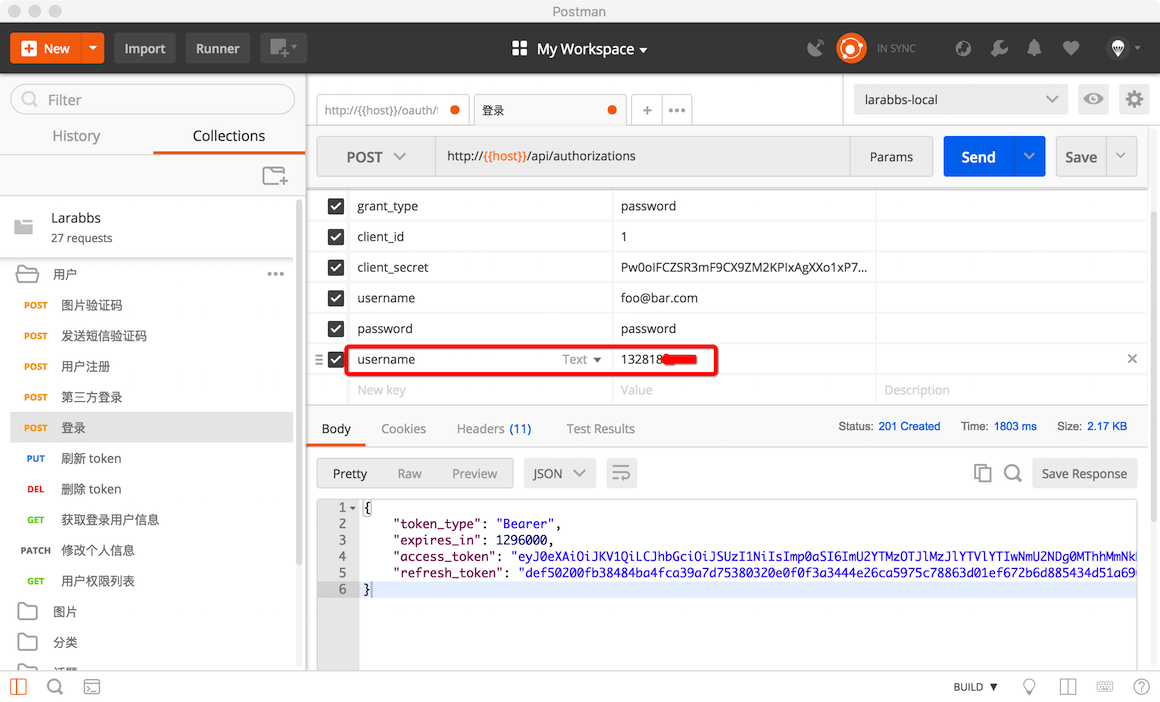 Postman
New
Import
Runner
My Workspace
IN SYNC
Filter
History
Collections
Larabbs
27 requests
用户
POST 图片验证码
POST 发送短信验证码
POST 用户注册
POST 第三方登录
POST 登录
PUT 刷新 token
DEL 删除 token
GET 获取登录用户信息
PATCH 修改个人信息
GET 用户权限列表
图片
分类
http://{{host}}/oauth/
登录
larabbs-local
POST
http://{{host}}/api/authorizations
Params
Send
Save
grant_type password
client_id 1
client_secret Pw0oIFCZSR3mF9CX9ZM2KPIxAgXXo1xP7...
username foo@bar.com
password password
username Text 132818
New key Value Description
Body Cookies Headers (11) Test Results
Status: 201 Created Time: 1803 ms Size: 2.17 KB
Pretty Raw Preview JSON Save Response
1 {
2 "token_type": "Bearer",
3 "expires_in": 1296000,
4 "access_token": "eyJ0eXAiOiJKV1QiLCJhbGciOiJSUzI1NiIsImp0aSI6ImU2YTMzOTJlMzJlYTVlYTIwNmU2NDg0MThhMmNk
5 "refresh_token": "def50200fb38484ba4fca39a7d75380320e0f0f3a3444e26ca5975c78863d01ef672b6d885434d51a69
6 }
BUILD